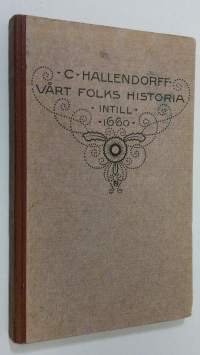 ·C·HALLENDORFF·
VÅRT FOLKS HISTORIA
·INTILL·
·1660·